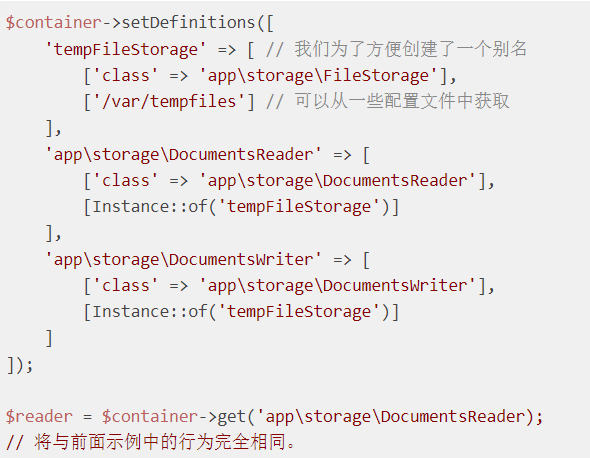 $container->setDefinitions([
    'tempFileStorage' => [ // 我们为了方便创建了一个别名
        ['class' => 'app\storage\FileStorage'],
        ['/var/tempfiles'] // 可以从一些配置文件中获取
    ],
    'app\storage\DocumentsReader' => [
        ['class' => 'app\storage\DocumentsReader'],
        [Instance::of('tempFileStorage')]
    ],
    'app\storage\DocumentsWriter' => [
        ['class' => 'app\storage\DocumentsWriter'],
        [Instance::of('tempFileStorage')]
    ]
]);

$reader = $container->get('app\storage\DocumentsReader);
// 将与前面示例中的行为完全相同。